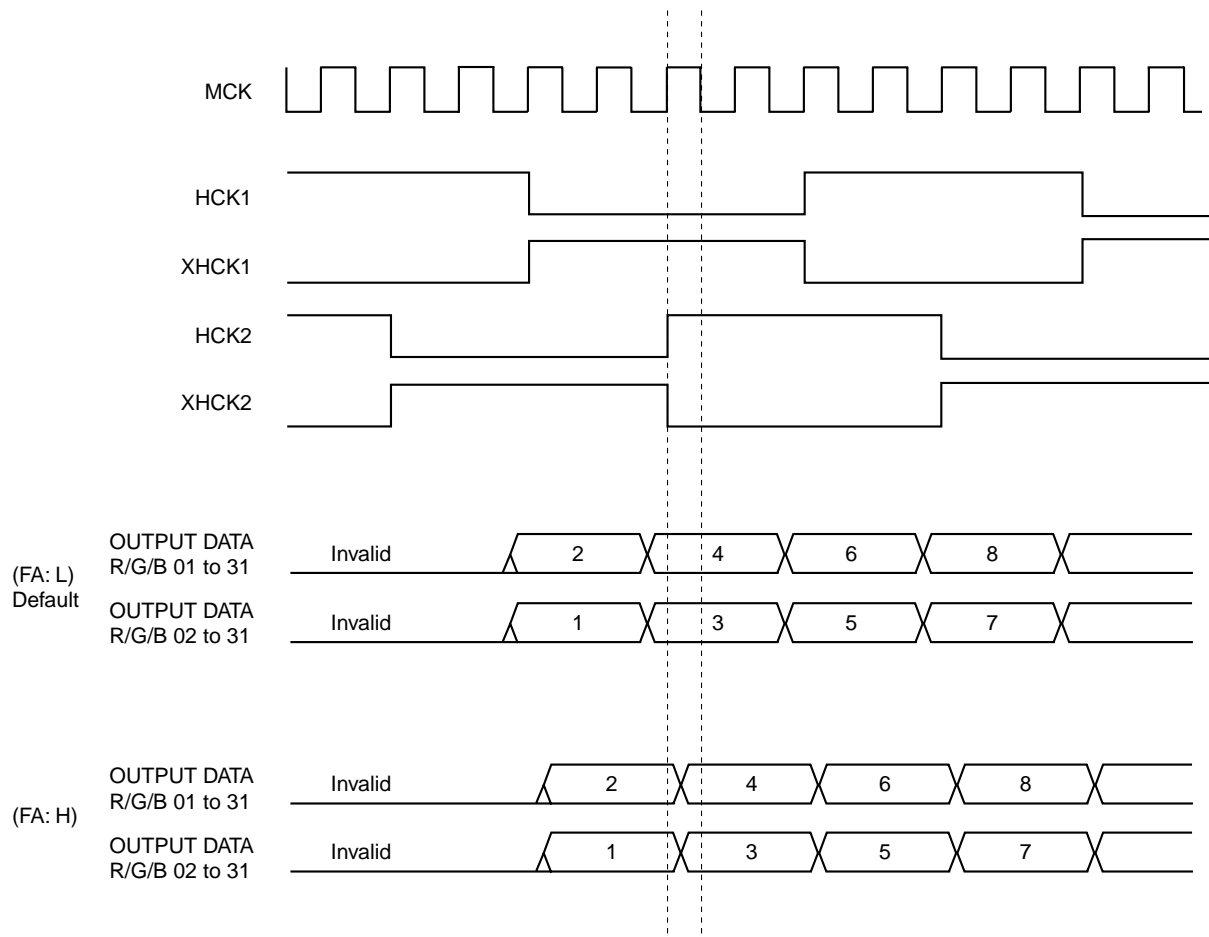 MCK
HCK1
XHCK1
HCK2
XHCK2
(FA: L)
Default
OUTPUT DATA
R/G/B 01 to 31
Invalid
2 4 6 8
OUTPUT DATA
R/G/B 02 to 31
Invalid
1 3 5 7
(FA: H)
OUTPUT DATA
R/G/B 01 to 31
Invalid
2 4 6 8
OUTPUT DATA
R/G/B 02 to 31
Invalid
1 3 5 7